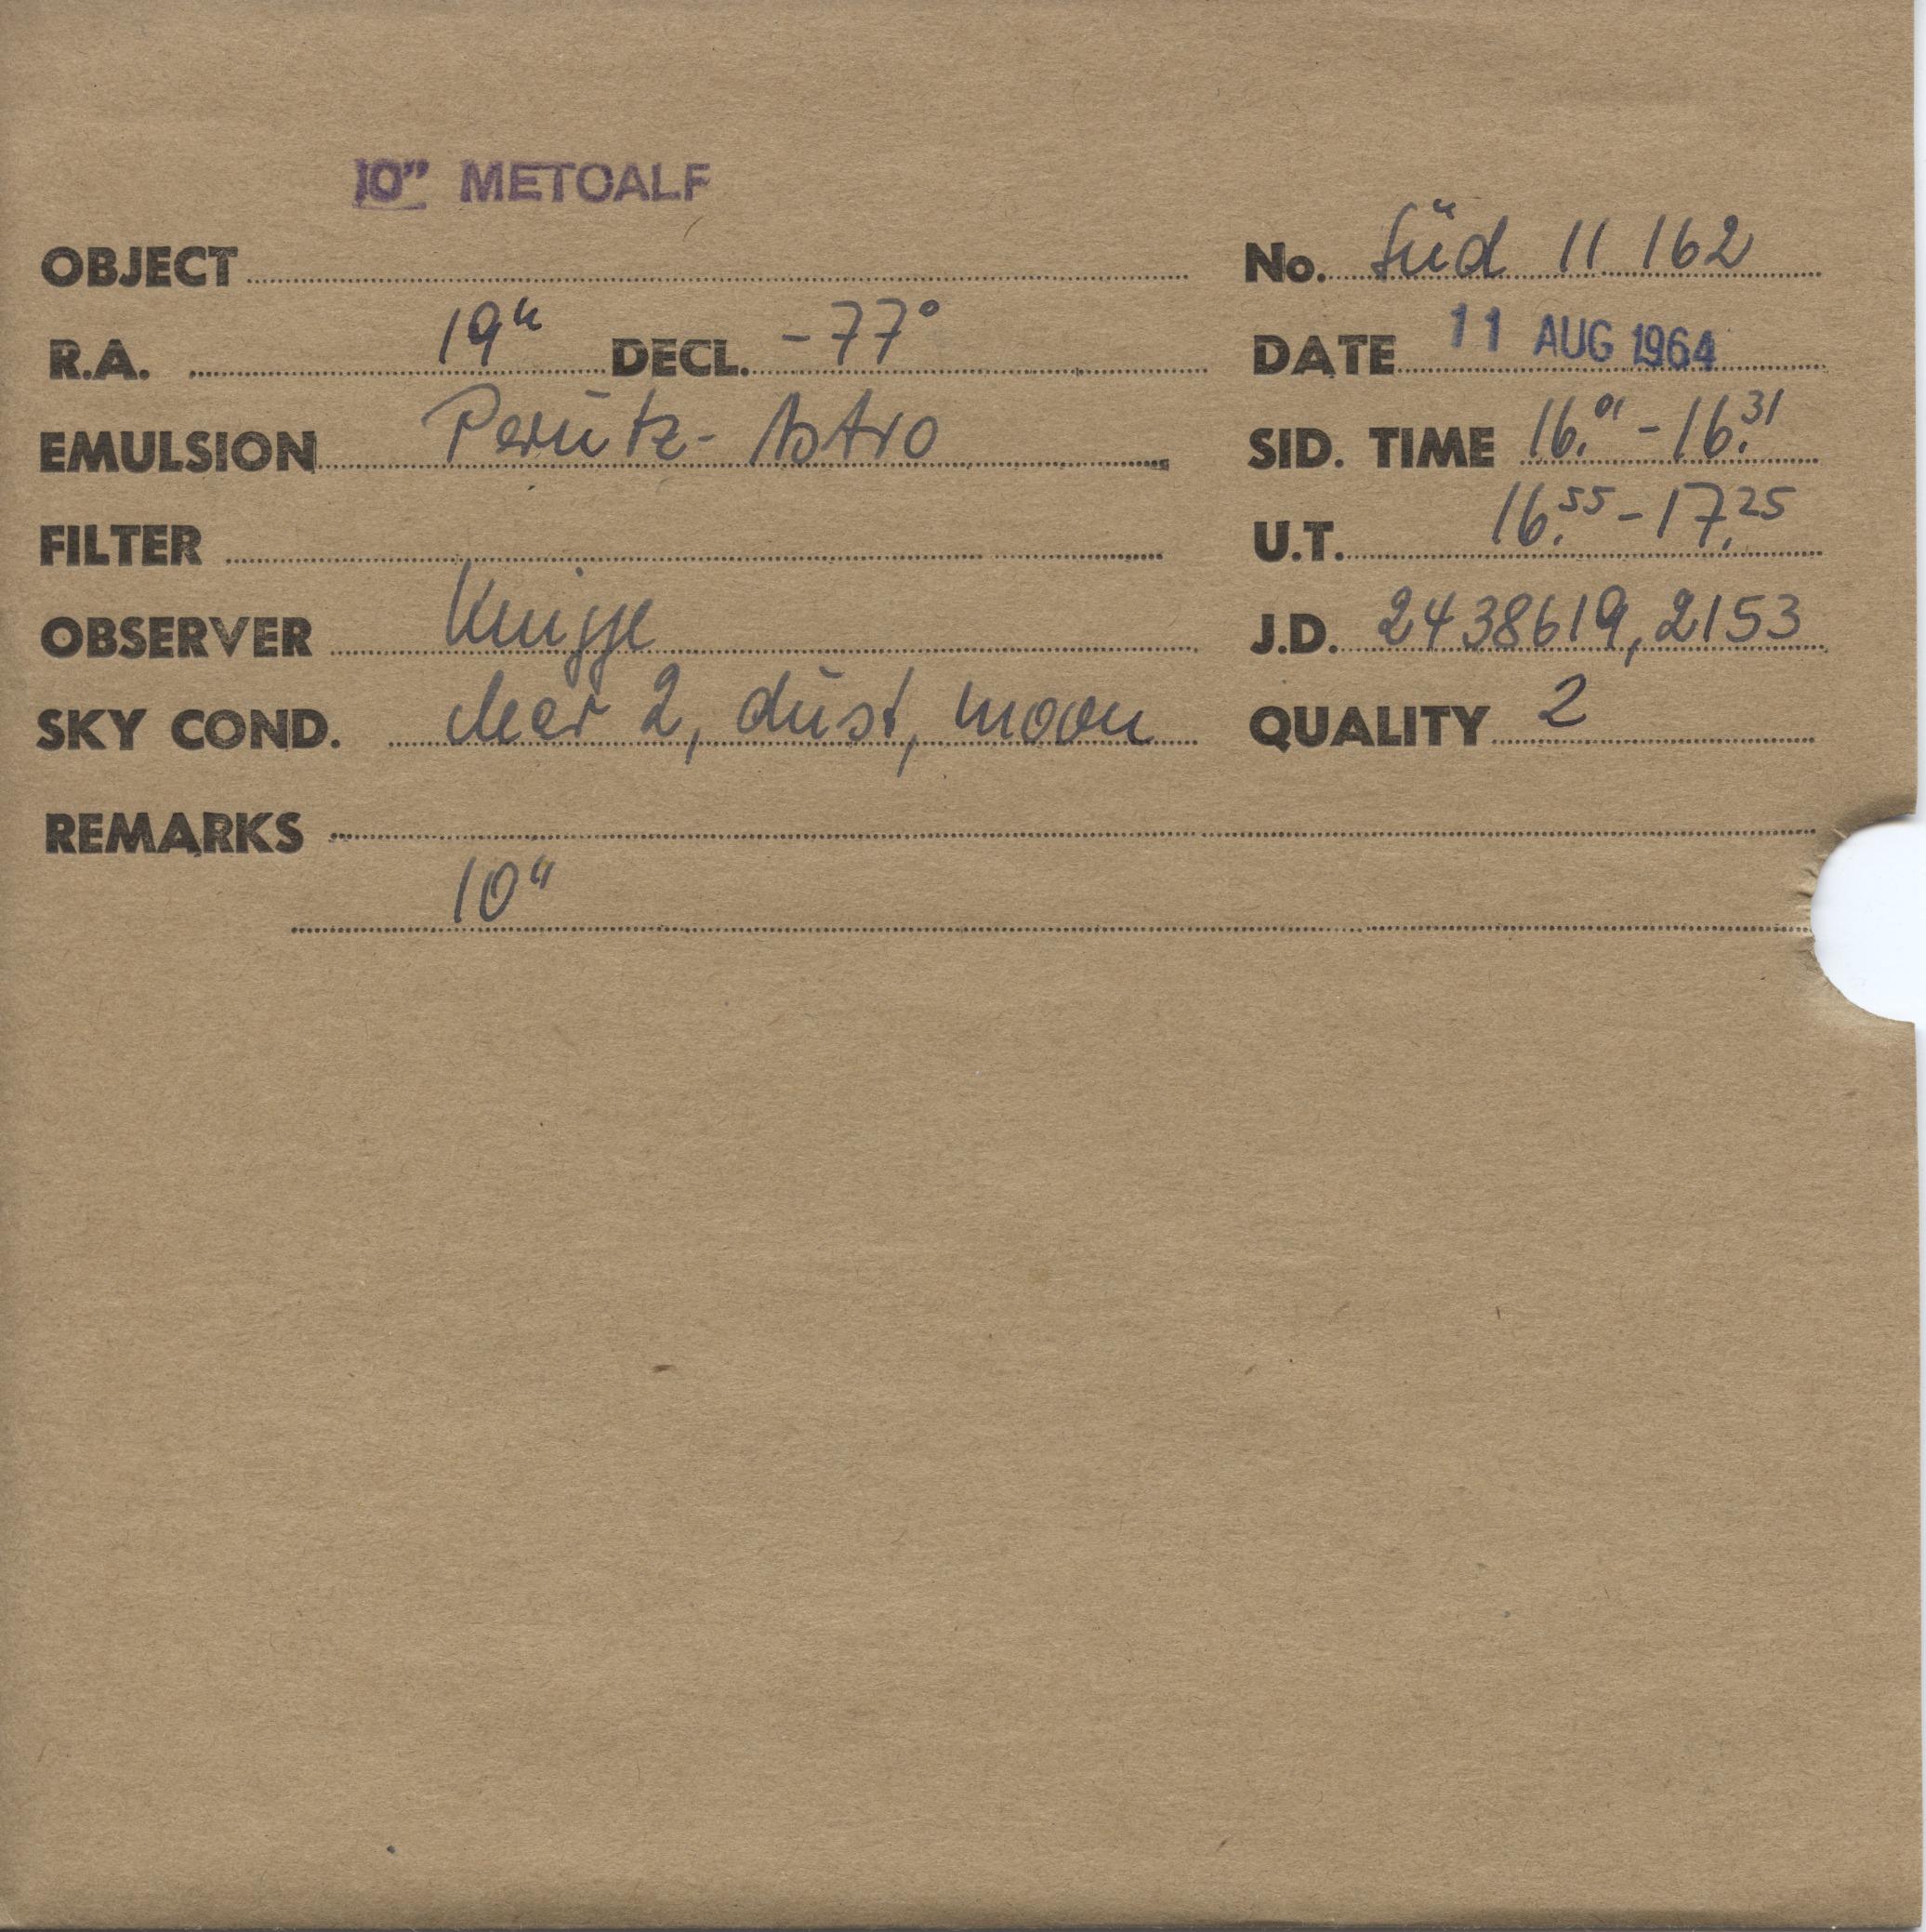 10" METCALF
OBJECT No. Süd 11 162
R.A. 19h DECL. -77° DATE 11 AUG 1964
EMULSION Perutz- Astro SID. TIME 16.01 - 16.31
FILTER U.T. 16.55 - 17.25
OBSERVER Knigge J.D. 2438619,2153
SKY COND. clear 2, dust, moon QUALITY 2
REMARKS
10"